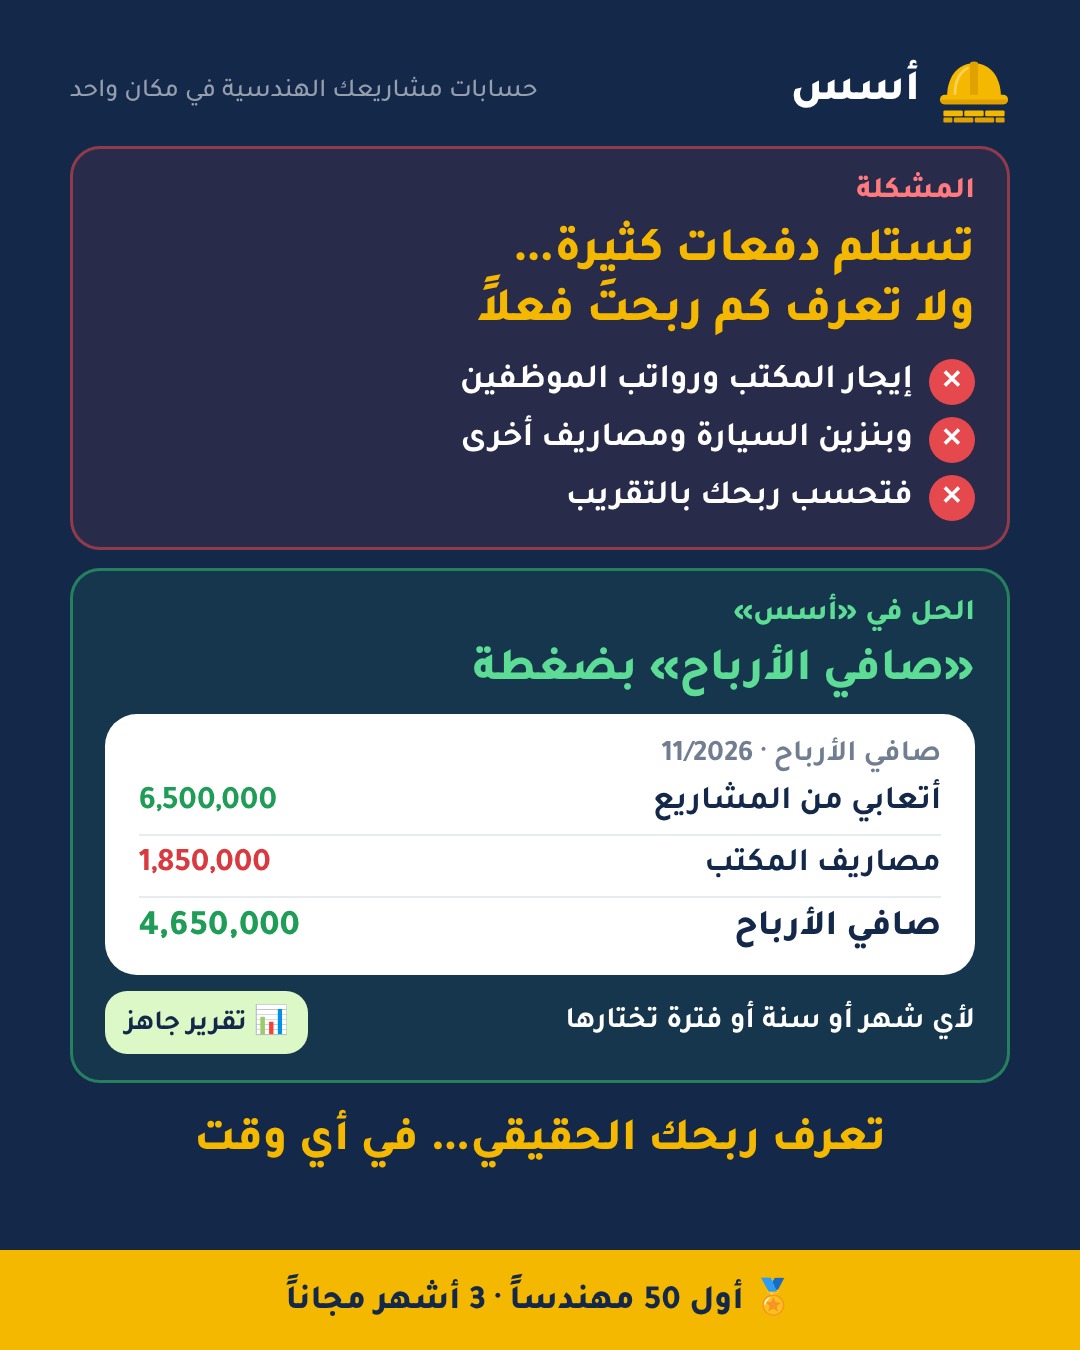 أسس
حسابات مشاريعك الهندسية في مكان واحد
المشكلة
تستلم دفعات كثيرة...
ولا تعرف كم ربحتَ فعلاً
✕ إيجار المكتب ورواتب الموظفين
✕ وبنزين السيارة ومصاريف أخرى
✕ فتحسب ربحك بالتقريب
الحل في «أسس»
«صافي الأرباح» بضغطة
صافي الأرباح · 11/2026
أتعابي من المشاريع 6,500,000
مصاريف المكتب 1,850,000
صافي الأرباح 4,650,000
لأي شهر أو سنة أو فترة تختارها
📊 تقرير جاهز
تعرف ربحك الحقيقي... في أي وقت
🏅 أول 50 مهندساً · 3 أشهر مجاناً